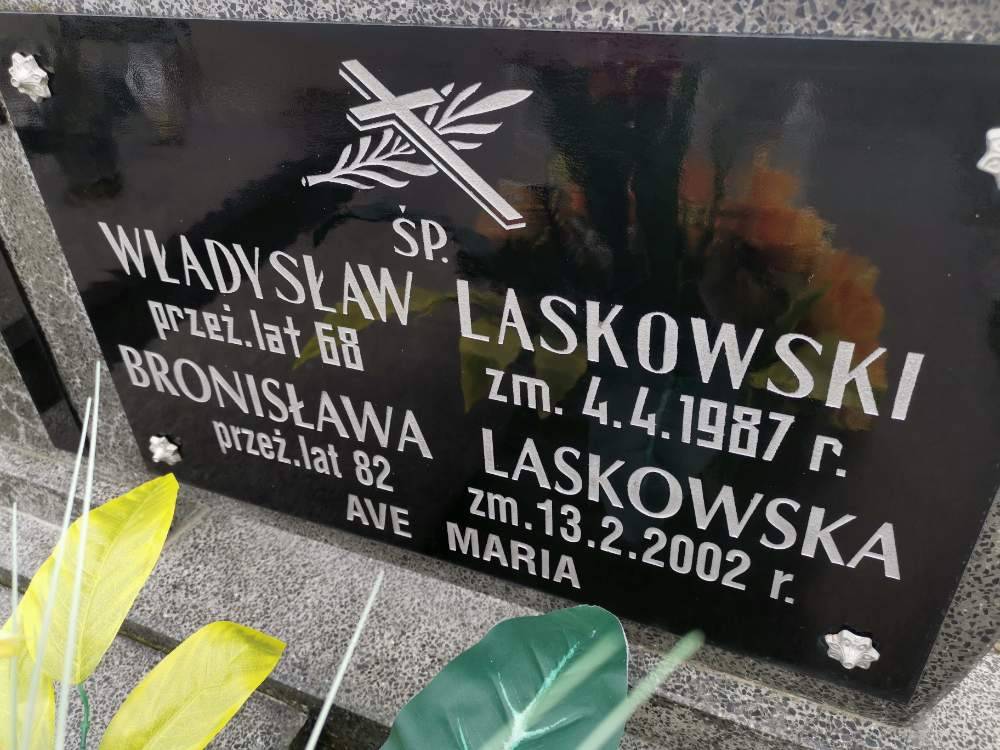 ŚP.
WŁADYSŁAW LASKOWSKI
przeż.lat 68 zm. 4.4.1987 r.
BRONISŁAWA LASKOWSKA
przeż.lat 82 zm.13.2.2002 r.
AVE MARIA